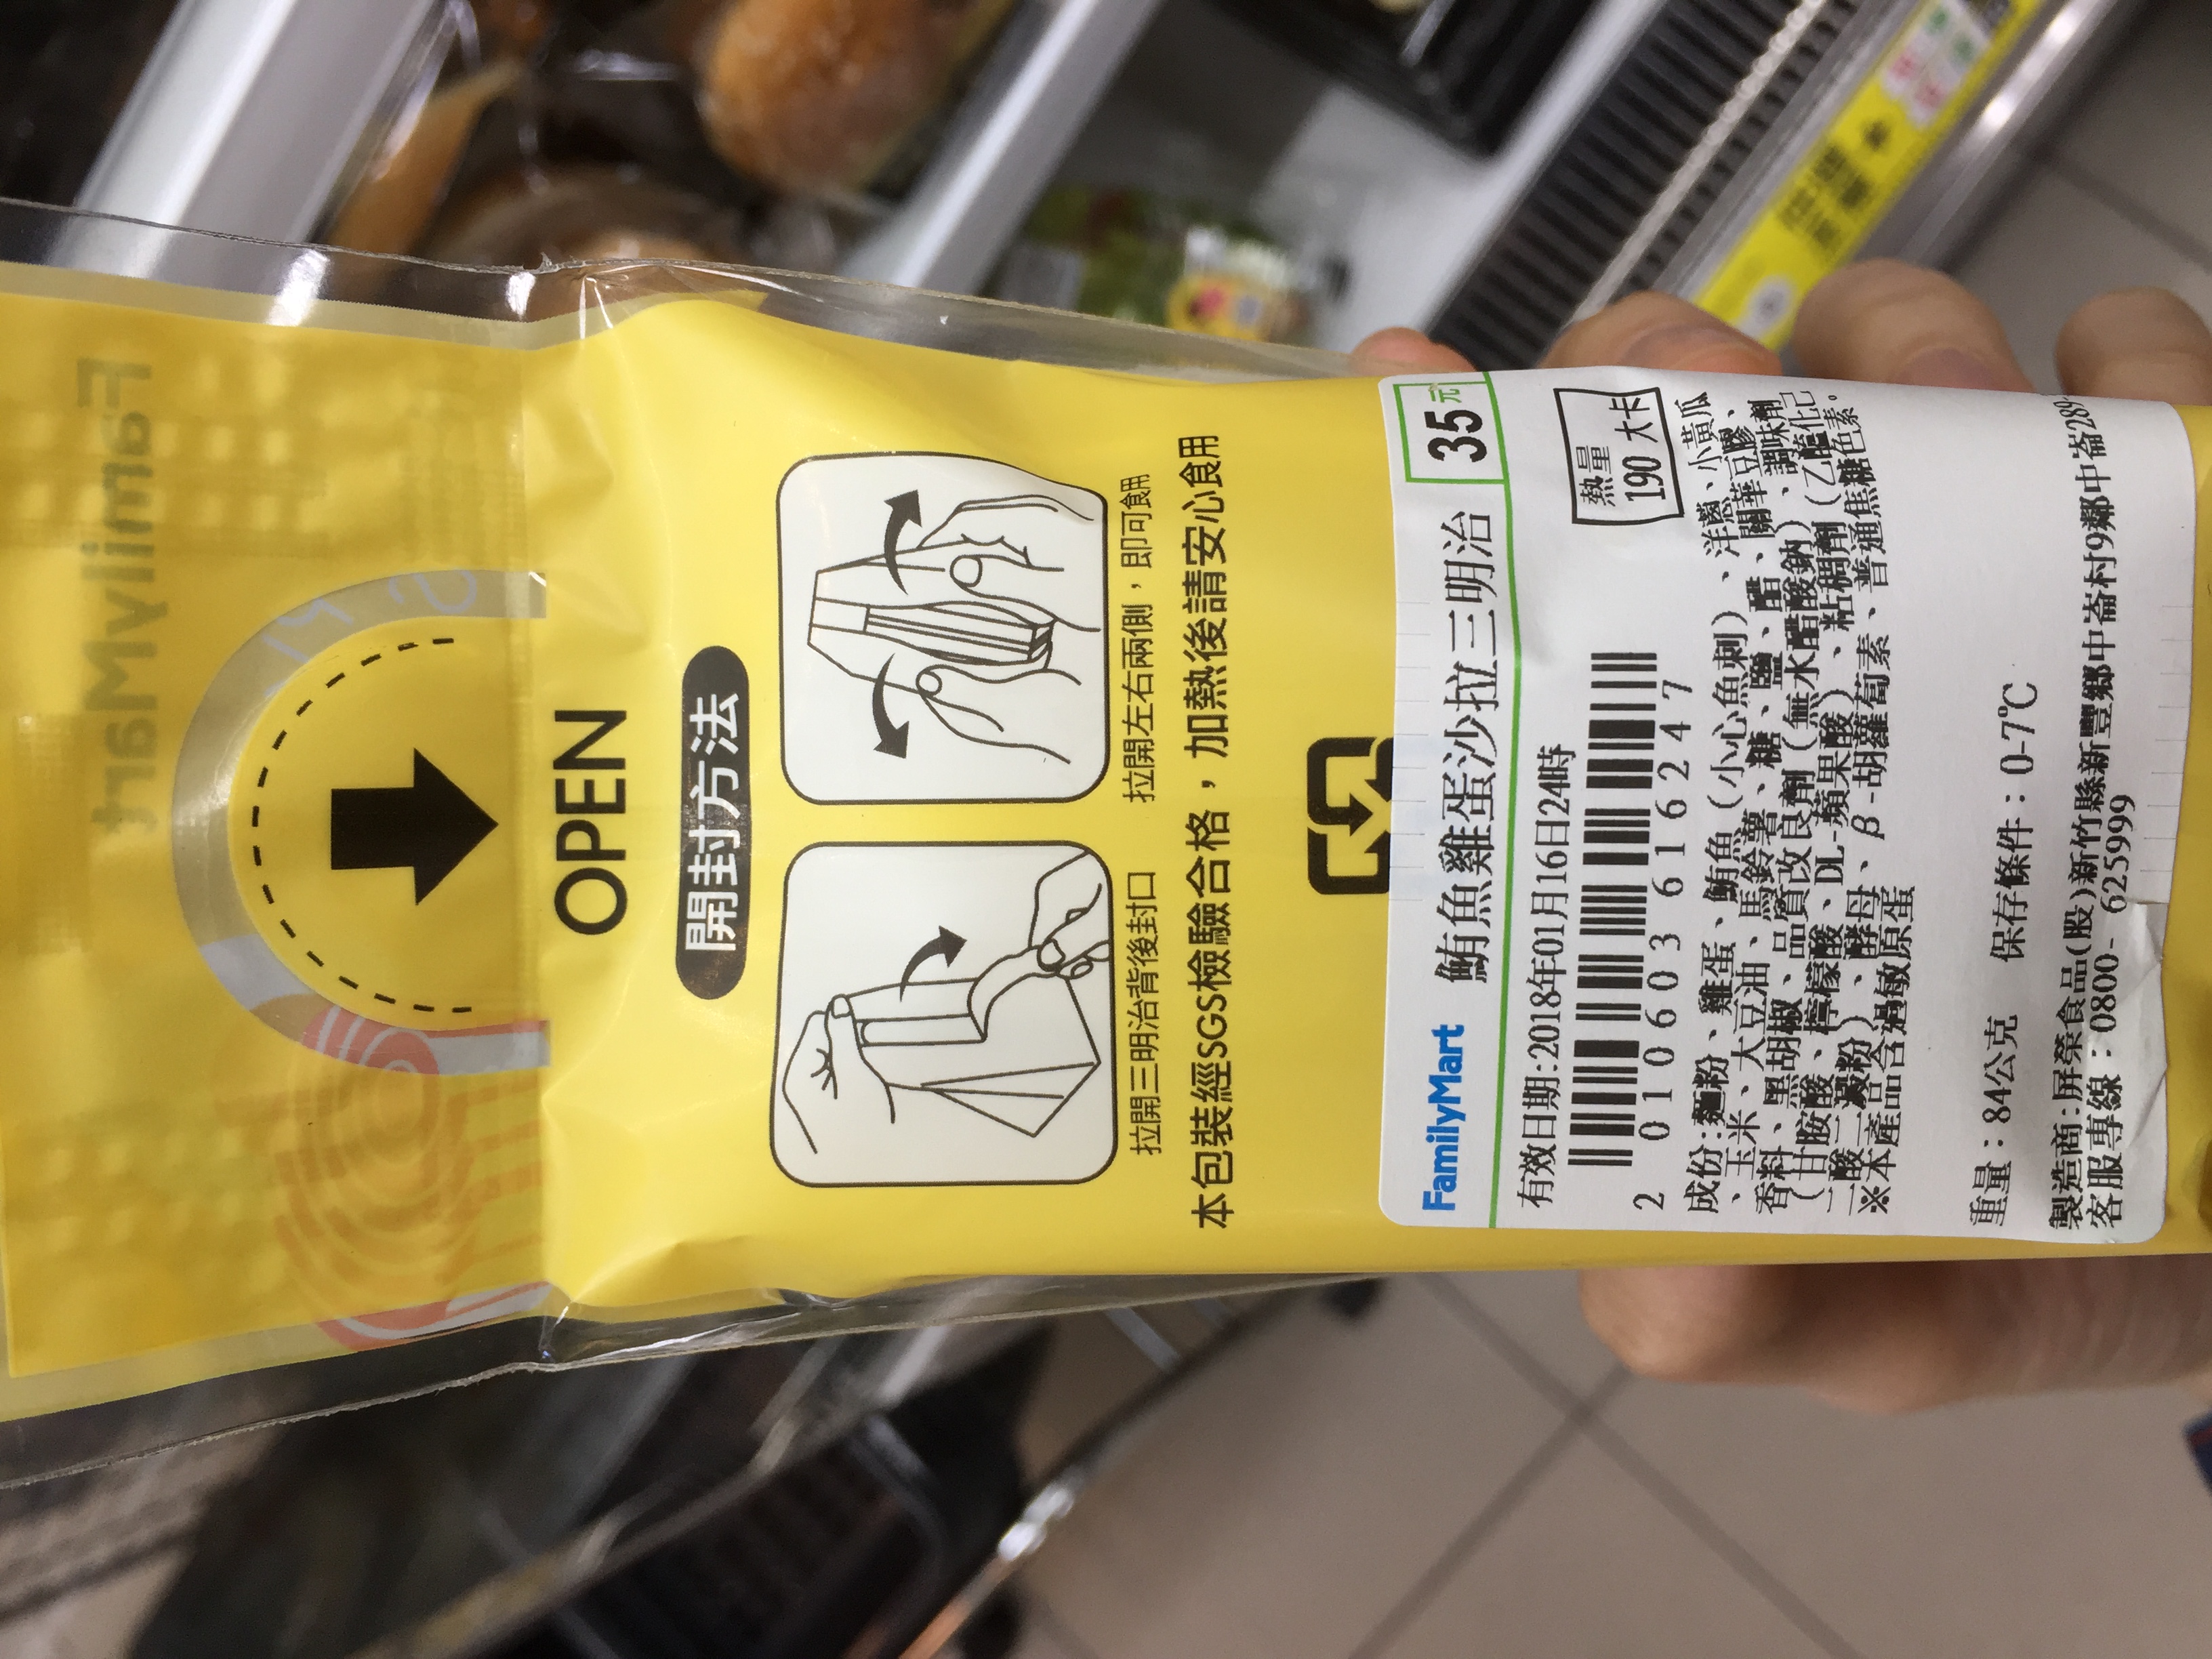 FamilyMart
OPEN
開封方法
拉開三明治背後封口
拉開左右兩側，即可食用
本包裝經SGS檢驗合格，加熱後請安心食用
FamilyMart 鮪魚雞蛋沙拉三明治 35元
有效日期:2018年01月16日24時
熱量
190 大卡
2 010603 616247
成份:麵粉、雞蛋、鮪魚（小心魚刺）、洋蔥、小黃瓜
、玉米、大豆油、馬鈴薯、糖、鹽、醋、關華豆膠、
香料、黑胡椒、品質改良劑（無水醋酸鈉）、調味劑
（甘胺酸、檸檬酸、DL-蘋果酸）、粘稠劑（乙醯化己
二酸二澱粉）、酵母、β-胡蘿蔔素、普通焦糖色素。
※本產品含過敏原蛋
重量：84公克 保存條件：0-7℃
製造商:屏榮食品(股)新竹縣新豐鄉中崙村9鄰中崙289-
客服專線：0800- 625999